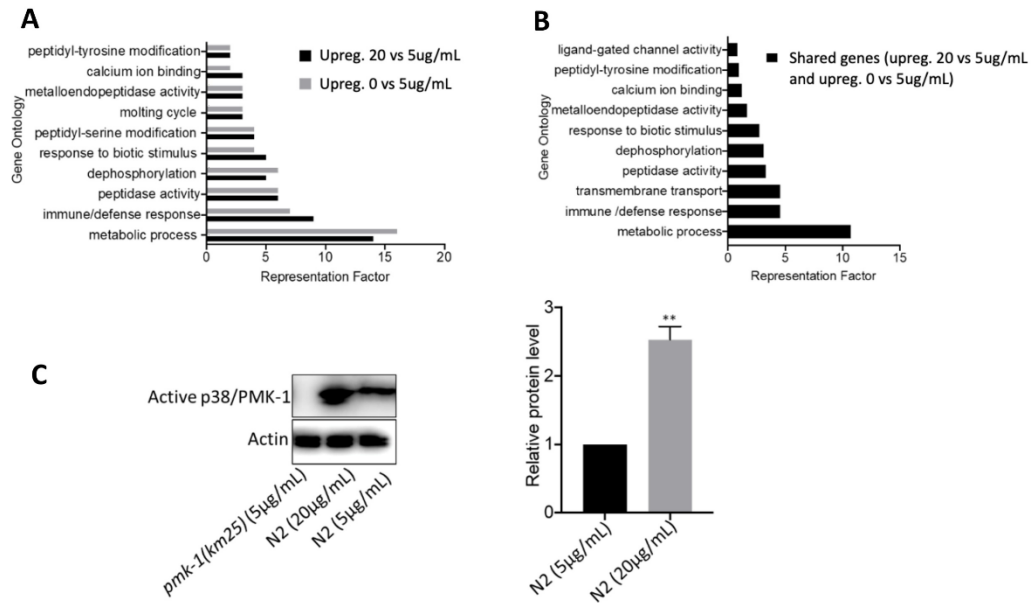 A
peptidyl-tyrosine modification
calcium ion binding
metalloendopeptidase activity
molting cycle
peptidyl-serine modification
response to biotic stimulus
dephosphorylation
peptidase activity
immune/defense response
metabolic process
Gene Ontology
0 5 10 15 20
Representation Factor
Upreg. 20 vs 5ug/mL
Upreg. 0 vs 5ug/mL
B
ligand-gated channel activity
peptidyl-tyrosine modification
calcium ion binding
metalloendopeptidase activity
response to biotic stimulus
dephosphorylation
peptidase activity
transmembrane transport
immune /defense response
metabolic process
Gene Ontology
0 5 10 15
Representation Factor
Shared genes (upreg. 20 vs 5ug/mL
and upreg. 0 vs 5ug/mL)
C
Active p38/PMK-1
Actin
pmk-1(km25) (5µg/mL)
N2 (20µg/mL)
N2 (5µg/mL)
Relative protein level
3
2
1
0
**
N2 (5µg/mL)
N2 (20µg/mL)